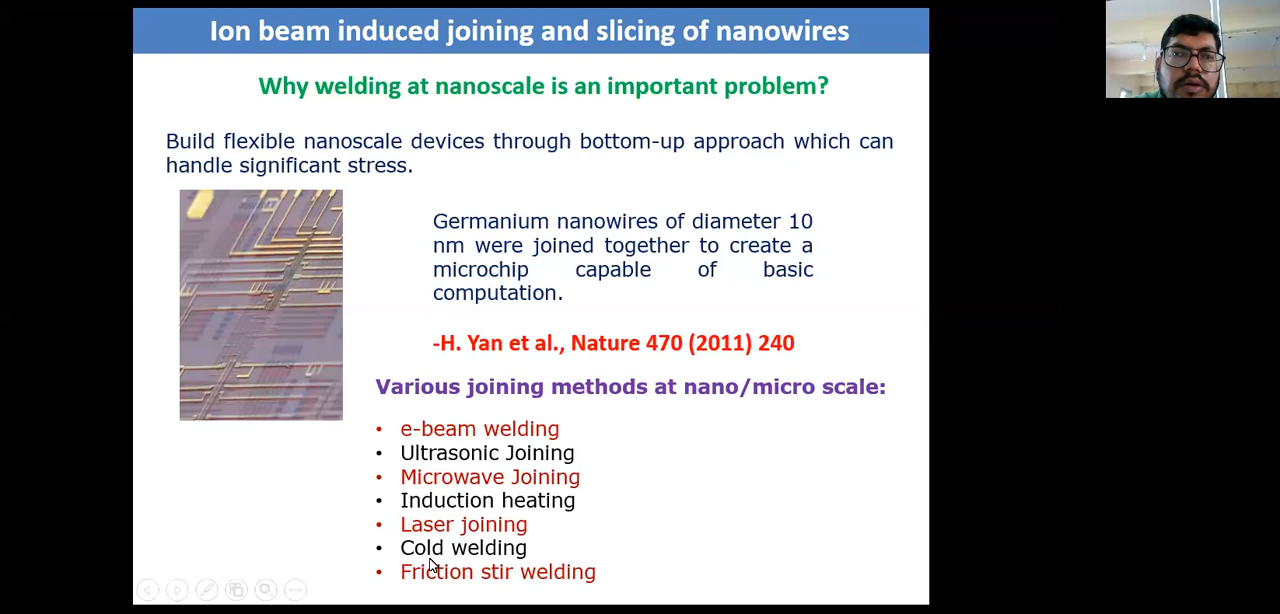 Ion beam induced joining and slicing of nanowires
Why welding at nanoscale is an important problem?
Build flexible nanoscale devices through bottom-up approach which can
handle significant stress.
Germanium nanowires of diameter 10
nm were joined together to create a
microchip capable of basic
computation.
-H. Yan et al., Nature 470 (2011) 240
Various joining methods at nano/micro scale:
• e-beam welding
• Ultrasonic Joining
• Microwave Joining
• Induction heating
• Laser joining
• Cold welding
• Friction stir welding